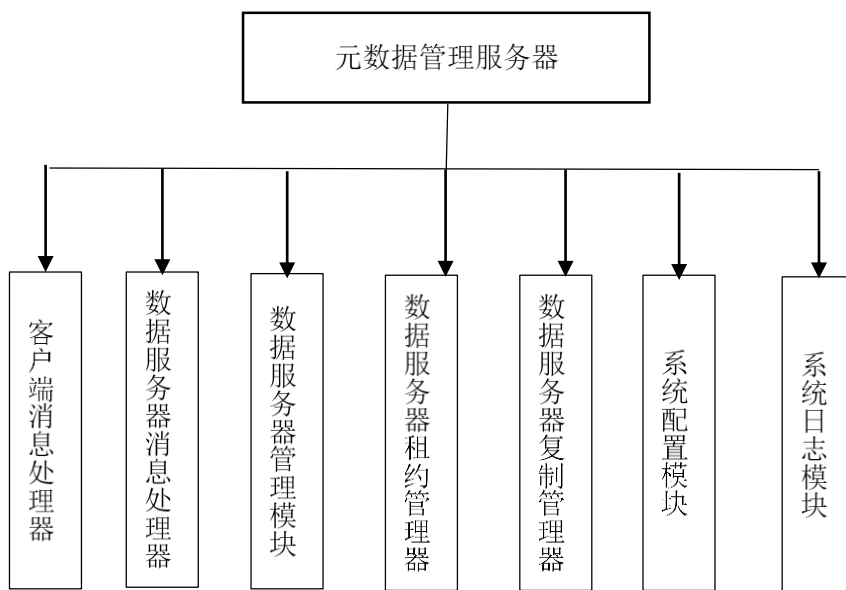 元数据管理服务器
客户端消息处理器
数据服务器消息处理器
数据服务器管理模块
数据服务器租约管理器
数据服务器复制管理器
系统配置模块
系统日志模块